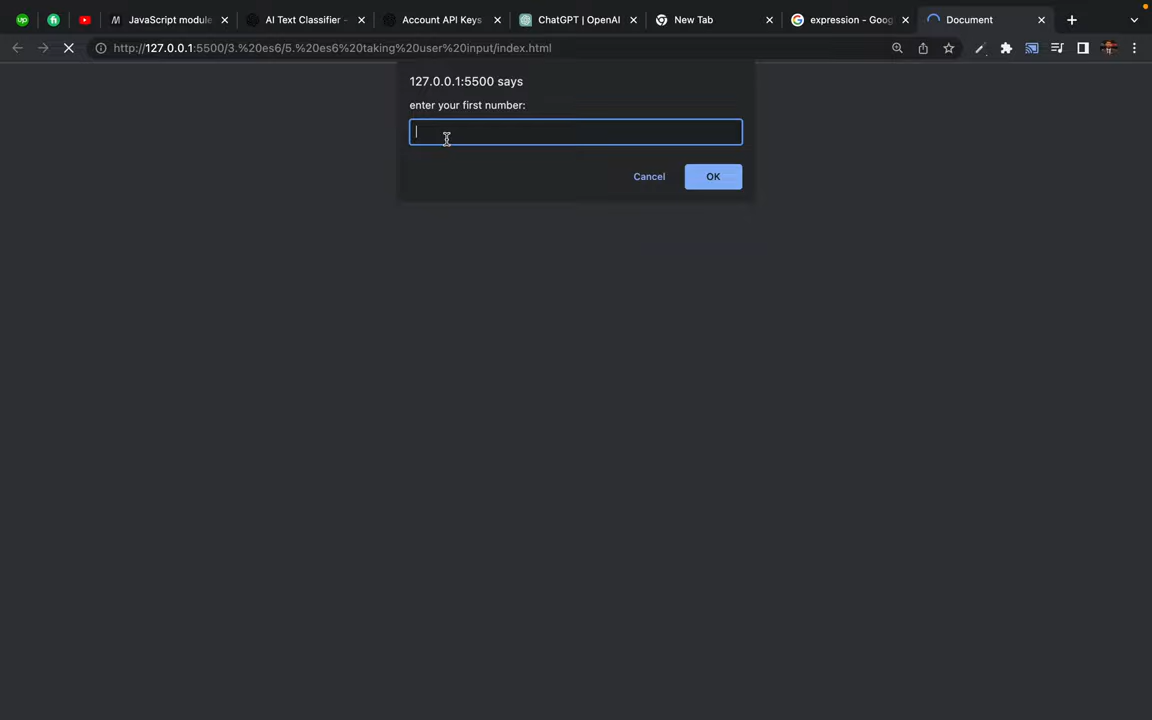 up fi JavaScript module AI Text Classifier - Account API Keys ChatGPT | OpenAI New Tab G expression - Goog Document
http://127.0.0.1:5500/3.%20es6/5.%20es6%20taking%20user%20input/index.html
127.0.0.1:5500 says
enter your first number:
Cancel OK